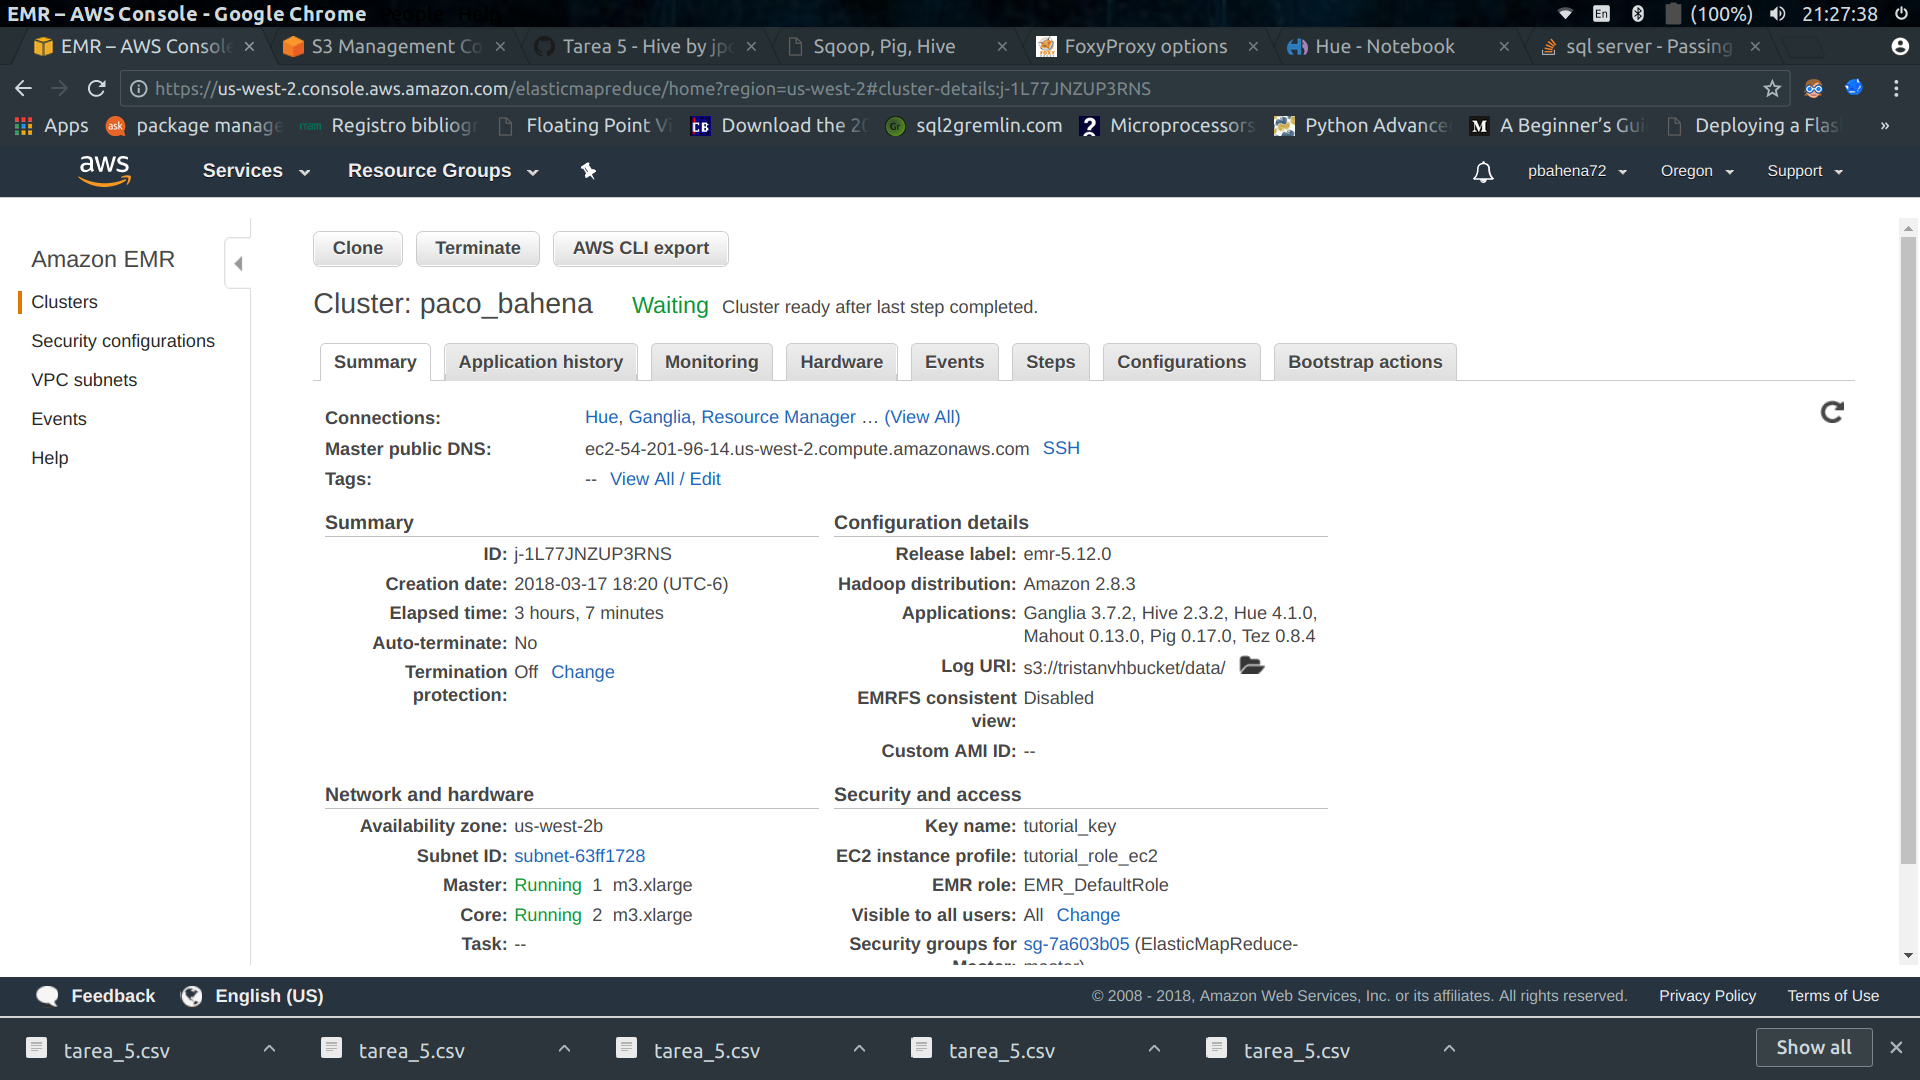 EMR – AWS Console - Google Chrome
En (100%) 21:27:38
EMR – AWS Console × S3 Management Co × Tarea 5 - Hive by jpc × Sqoop, Pig, Hive × FoxyProxy options × Hue - Notebook × sql server - Passing ×
https://us-west-2.console.aws.amazon.com/elasticmapreduce/home?region=us-west-2#cluster-details:j-1L77JNZUP3RNS
Apps package manage Registro bibliogr Floating Point Vi Download the 20 sql2gremlin.com Microprocessors Python Advance A Beginner’s Gui Deploying a Flas »
aws Services Resource Groups pbahena72 Oregon Support
Amazon EMR
Clusters
Security configurations
VPC subnets
Events
Help
Clone Terminate AWS CLI export
Cluster: paco_bahena Waiting Cluster ready after last step completed.
Summary Application history Monitoring Hardware Events Steps Configurations Bootstrap actions
Connections: Hue, Ganglia, Resource Manager … (View All)
Master public DNS: ec2-54-201-96-14.us-west-2.compute.amazonaws.com SSH
Tags: -- View All / Edit
Summary
ID: j-1L77JNZUP3RNS
Creation date: 2018-03-17 18:20 (UTC-6)
Elapsed time: 3 hours, 7 minutes
Auto-terminate: No
Termination protection: Off Change
Configuration details
Release label: emr-5.12.0
Hadoop distribution: Amazon 2.8.3
Applications: Ganglia 3.7.2, Hive 2.3.2, Hue 4.1.0,
Mahout 0.13.0, Pig 0.17.0, Tez 0.8.4
Log URI: s3://tristanvhbucket/data/
EMRFS consistent view: Disabled
Custom AMI ID: --
Network and hardware
Availability zone: us-west-2b
Subnet ID: subnet-63ff1728
Master: Running 1 m3.xlarge
Core: Running 2 m3.xlarge
Task: --
Security and access
Key name: tutorial_key
EC2 instance profile: tutorial_role_ec2
EMR role: EMR_DefaultRole
Visible to all users: All Change
Security groups for sg-7a603b05 (ElasticMapReduce-
Master: master)
Feedback English (US)
© 2008 - 2018, Amazon Web Services, Inc. or its affiliates. All rights reserved. Privacy Policy Terms of Use
tarea_5.csv tarea_5.csv tarea_5.csv tarea_5.csv tarea_5.csv Show all